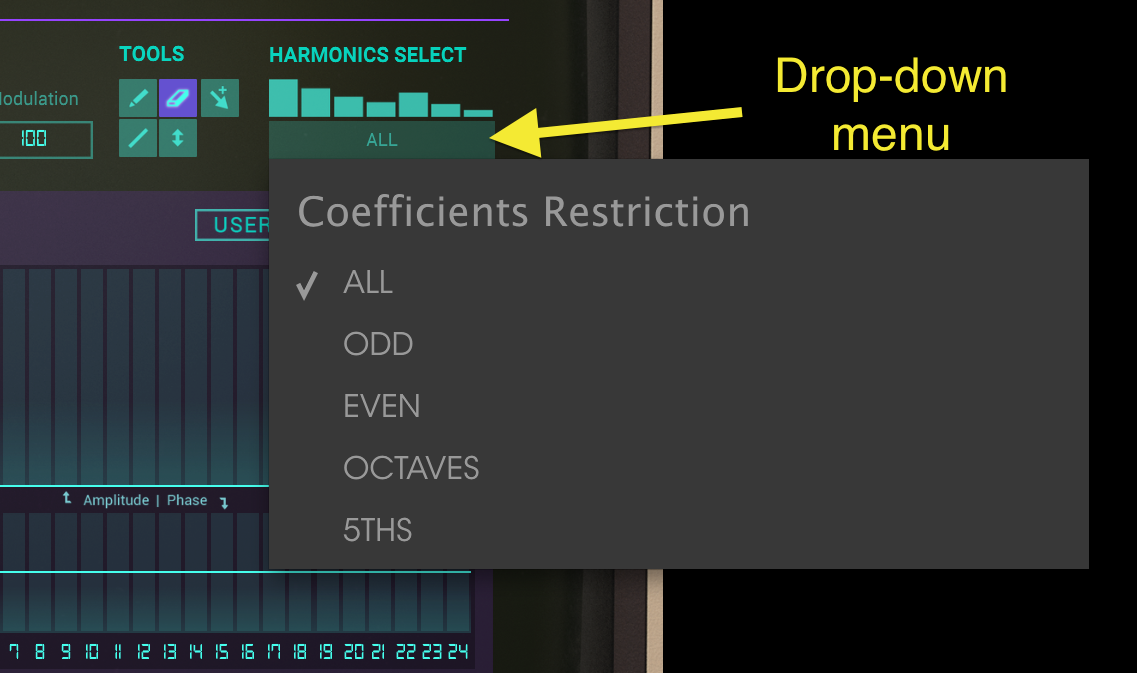 TOOLS
HARMONICS SELECT
Drop-down
menu
odulation
100
ALL
Coefficients Restriction
USER
ALL
ODD
EVEN
OCTAVES
5THS
Amplitude | Phase
7 8 9 10 11 12 13 14 15 16 17 18 19 20 21 22 23 24